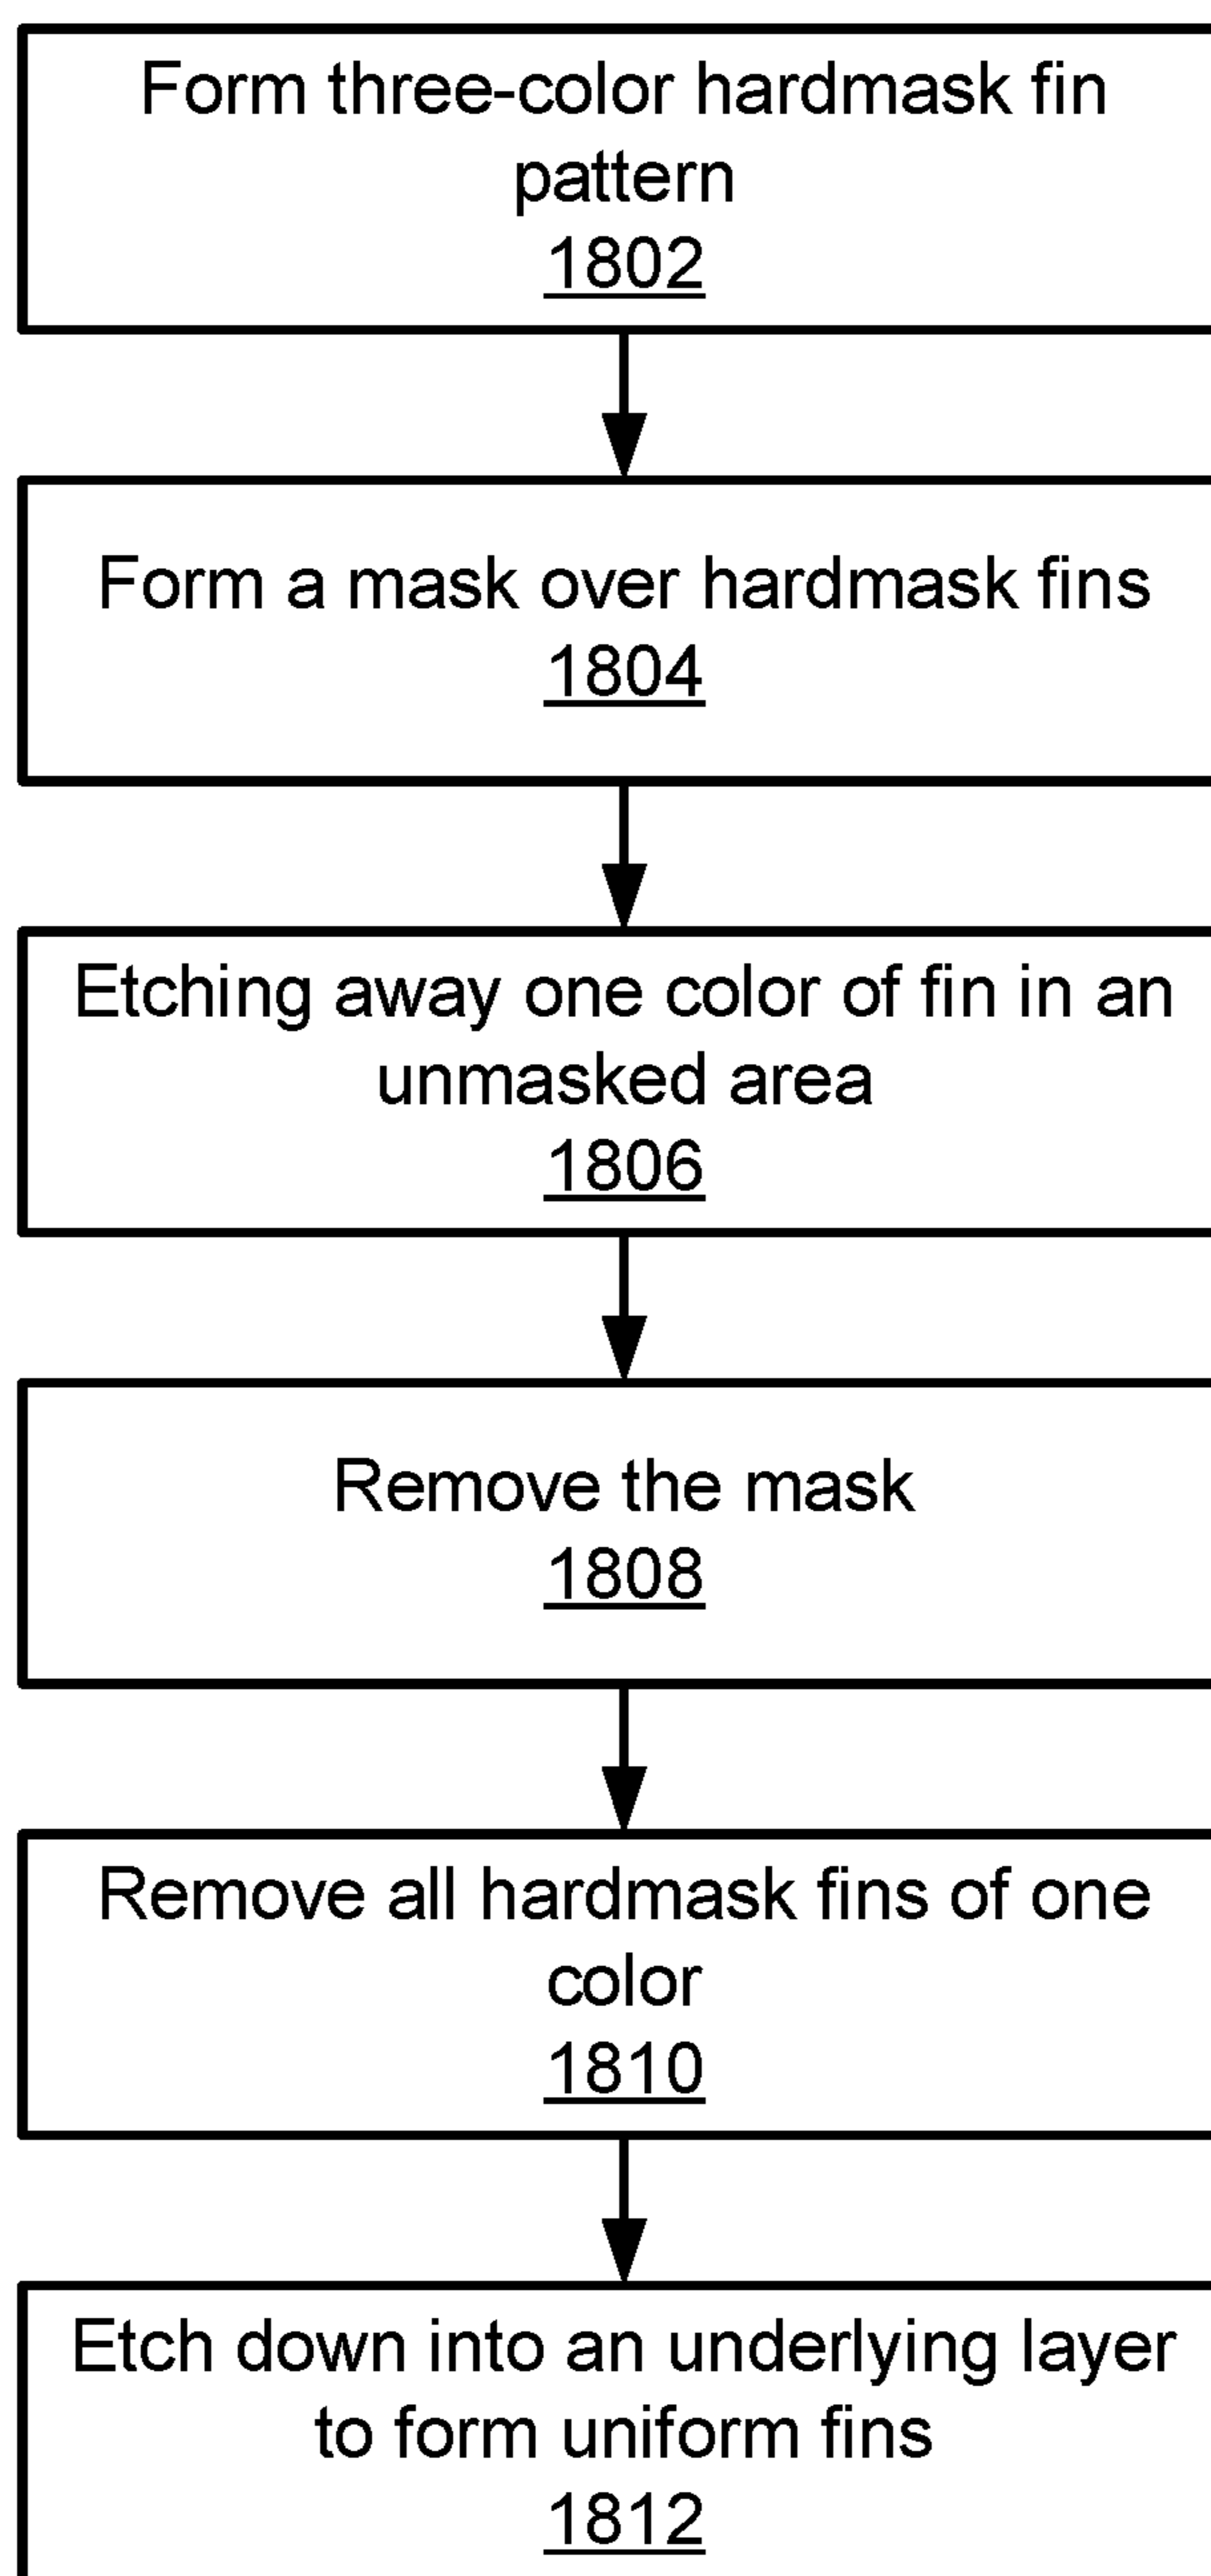 Form three-color hardmask fin
pattern
1802
Form a mask over hardmask fins
1804
Etching away one color of fin in an
unmasked area
1806
Remove the mask
1808
Remove all hardmask fins of one
color
1810
Etch down into an underlying layer
to form uniform fins
1812